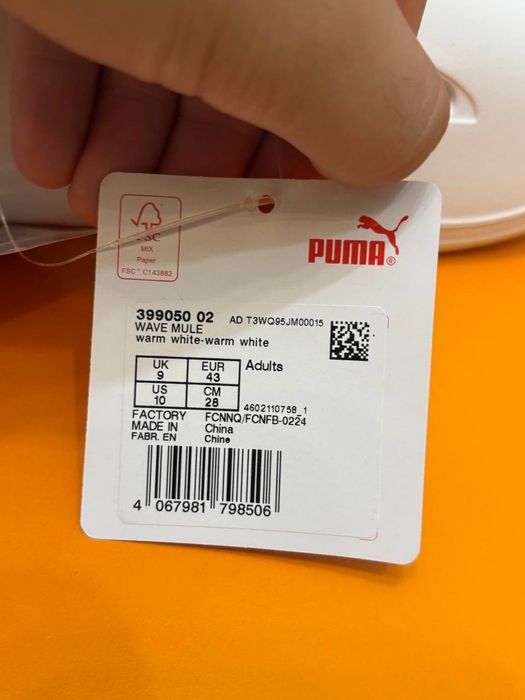 FSC
MIX
Paper
FSC™ C143882
PUMA®
399050 02 AD T3WQ95JM00015
WAVE MULE
warm white-warm white
UK EUR Adults
9 43
US CM
10 28
4602110758_1
FACTORY FCNNQ/FCNFB-0224
MADE IN China
FABR. EN Chine
4 067981 798506